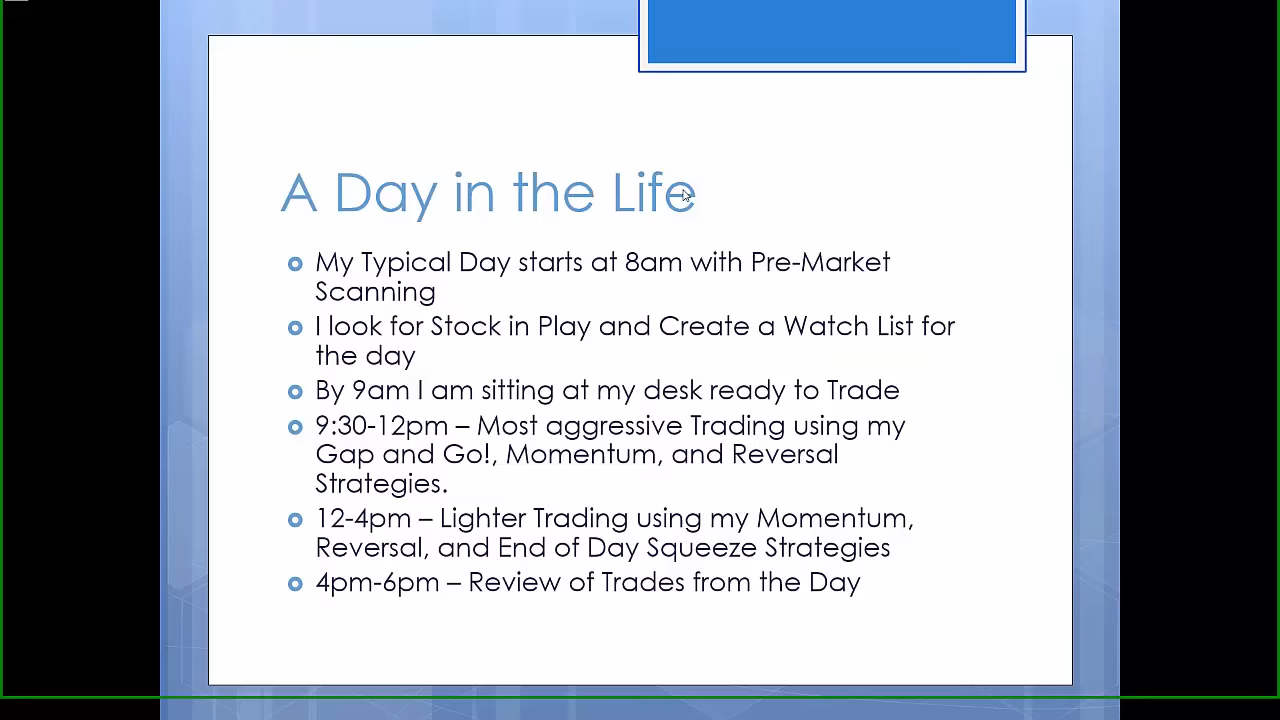 A Day in the Life
My Typical Day starts at 8am with Pre-Market
Scanning
I look for Stock in Play and Create a Watch List for
the day
By 9am I am sitting at my desk ready to Trade
9:30-12pm – Most aggressive Trading using my
Gap and Go!, Momentum, and Reversal
Strategies.
12-4pm – Lighter Trading using my Momentum,
Reversal, and End of Day Squeeze Strategies
4pm-6pm – Review of Trades from the Day